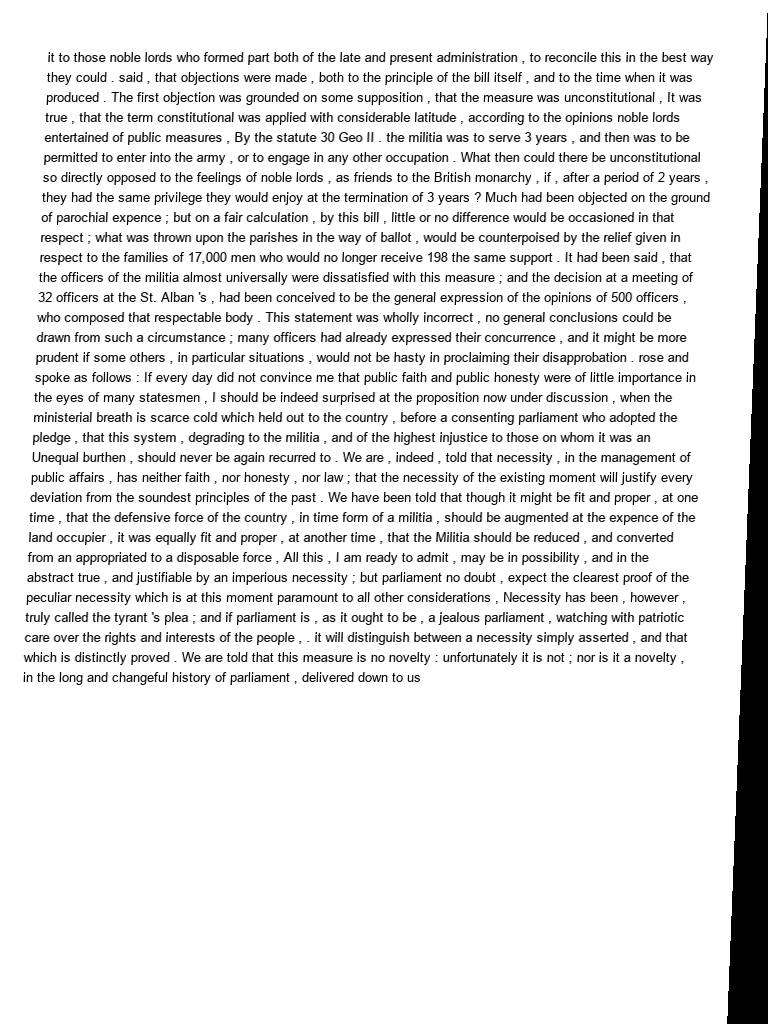 it to those noble lords who formed part both of the late and present administration , to reconcile this in the best way
they could . said , that objections were made , both to the principle of the bill itself , and to the time when it was
produced . The first objection was grounded on some supposition , that the measure was unconstitutional , It was
true , that the term constitutional was applied with considerable latitude , according to the opinions noble lords
entertained of public measures , By the statute 30 Geo II . the militia was to serve 3 years , and then was to be
permitted to enter into the army , or to engage in any other occupation . What then could there be unconstitutional
so directly opposed to the feelings of noble lords , as friends to the British monarchy , if , after a period of 2 years ,
they had the same privilege they would enjoy at the termination of 3 years ? Much had been objected on the ground
of parochial expence ; but on a fair calculation , by this bill , little or no difference would be occasioned in that
respect ; what was thrown upon the parishes in the way of ballot , would be counterpoised by the relief given in
respect to the families of 17,000 men who would no longer receive 198 the same support . It had been said , that
the officers of the militia almost universally were dissatisfied with this measure ; and the decision at a meeting of
32 officers at the St. Alban 's , had been conceived to be the general expression of the opinions of 500 officers ,
who composed that respectable body . This statement was wholly incorrect , no general conclusions could be
drawn from such a circumstance ; many officers had already expressed their concurrence , and it might be more
prudent if some others , in particular situations , would not be hasty in proclaiming their disapprobation . rose and
spoke as follows : If every day did not convince me that public faith and public honesty were of little importance in
the eyes of many statesmen , I should be indeed surprised at the proposition now under discussion , when the
ministerial breath is scarce cold which held out to the country , before a consenting parliament who adopted the
pledge , that this system , degrading to the militia , and of the highest injustice to those on whom it was an
Unequal burthen , should never be again recurred to . We are , indeed , told that necessity , in the management of
public affairs , has neither faith , nor honesty , nor law ; that the necessity of the existing moment will justify every
deviation from the soundest principles of the past . We have been told that though it might be fit and proper , at one
time , that the defensive force of the country , in time form of a militia , should be augmented at the expence of the
land occupier , it was equally fit and proper , at another time , that the Militia should be reduced , and converted
from an appropriated to a disposable force , All this , I am ready to admit , may be in possibility , and in the
abstract true , and justifiable by an imperious necessity ; but parliament no doubt , expect the clearest proof of the
peculiar necessity which is at this moment paramount to all other considerations , Necessity has been , however ,
truly called the tyrant 's plea ; and if parliament is , as it ought to be , a jealous parliament , watching with patriotic
care over the rights and interests of the people , . it will distinguish between a necessity simply asserted , and that
which is distinctly proved . We are told that this measure is no novelty : unfortunately it is not ; nor is it a novelty ,
in the long and changeful history of parliament , delivered down to us